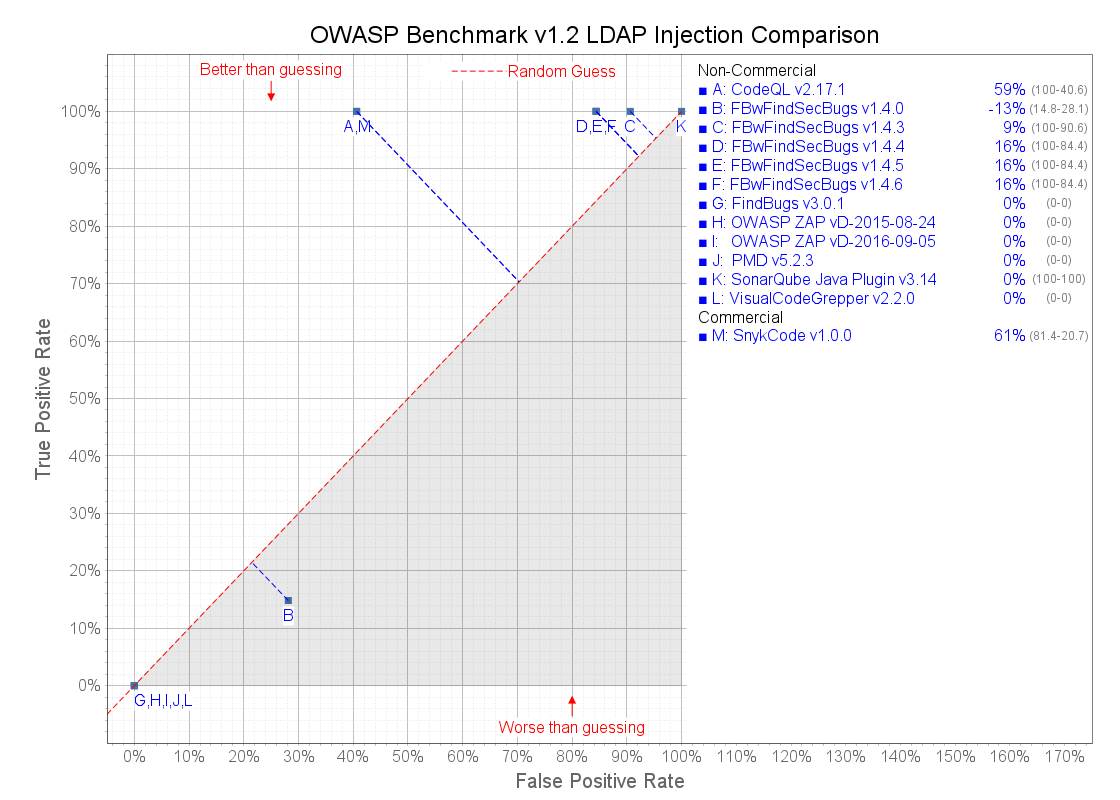 OWASP Benchmark v1.2 LDAP Injection Comparison
Better than guessing
Random Guess
Non-Commercial
A: CodeQL v2.17.1 59% (100-40.6)
B: FBwFindSecBugs v1.4.0 -13% (14.8-28.1)
C: FBwFindSecBugs v1.4.3 9% (100-90.6)
D: FBwFindSecBugs v1.4.4 16% (100-84.4)
E: FBwFindSecBugs v1.4.5 16% (100-84.4)
F: FBwFindSecBugs v1.4.6 16% (100-84.4)
G: FindBugs v3.0.1 0% (0-0)
H: OWASP ZAP vD-2015-08-24 0% (0-0)
I: OWASP ZAP vD-2016-09-05 0% (0-0)
J: PMD v5.2.3 0% (0-0)
K: SonarQube Java Plugin v3.14 0% (100-100)
L: VisualCodeGrepper v2.2.0 0% (0-0)
Commercial
M: SnykCode v1.0.0 61% (81.4-20.7)
100%
A,M D,E,F C K
90%
80%
70%
60%
50%
40%
30%
20%
10%
0%
True Positive Rate
B
G,H,I,J,L
Worse than guessing
0% 10% 20% 30% 40% 50% 60% 70% 80% 90% 100% 110% 120% 130% 140% 150% 160% 170%
False Positive Rate